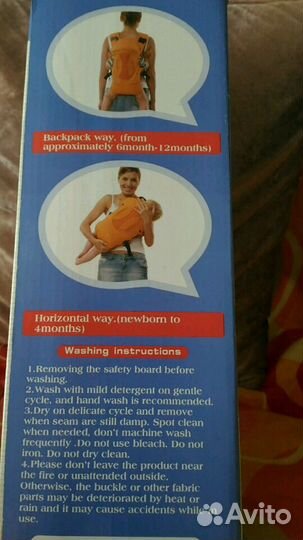 Backpack way. (from
approximately 6month-12months)
Horizontal way.(newborn to
4months)
Washing instructions
1.Removing the safety board before
washing.
2.Wash with mild detergent on gentle
cycle, and hand wash is recommended.
3.Dry on delicate cycle and remove
when seam are still damp. Spot clean
when needed, don't machine wash
frequently .Do not use bleach. Do not
iron. Do not dry clean.
4.Please don't leave the product near
the fire or unattended outside.
Otherwise, the buckle or other fabric
parts may be deteriorated by heat or
rain and it may cause accidents while in
use.
Avito